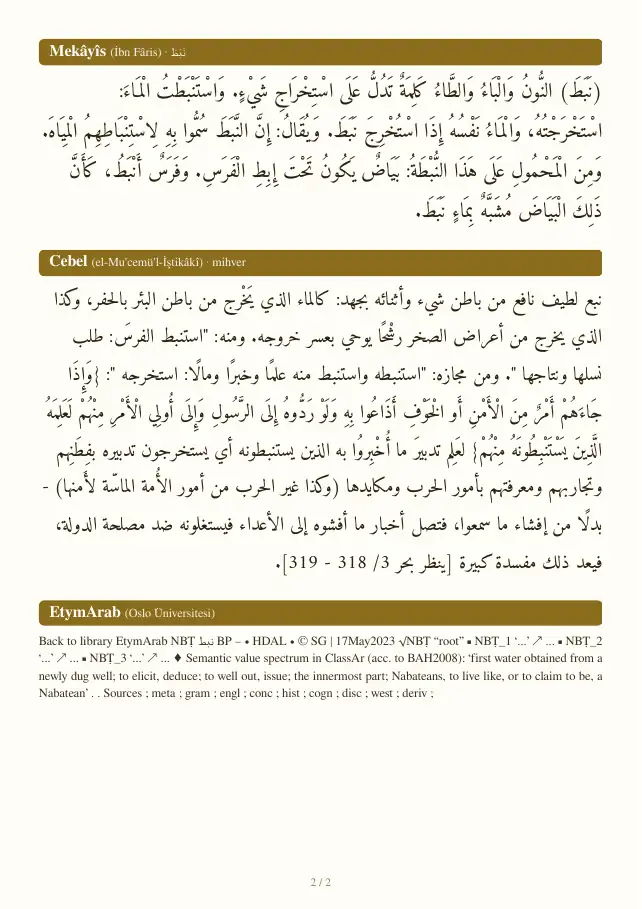 Mekâyîs (İbn Fâris) · نَبَطَ
(نَبَطَ) النُّونُ وَالْبَاءُ وَالطَّاءُ كَلِمَةٌ تَدُلُّ عَلَى اسْتِخْرَاجِ شَيْءٍ. وَاسْتَنْبَطْتُ الْمَاءَ:
اسْتَخْرَجْتُهُ، وَالْمَاءُ نَفْسُهُ إِذَا اسْتُخْرِجَ نَبَطَ. وَيُقَالُ: إِنَّ النَّبَطَ سُمُّوا بِهِ لِاسْتِنْبَاطِهِمُ الْمِيَاهَ.
وَمِنَ الْمَحْمُولِ عَلَى هَذَا النُّبْطَةُ: بَيَاضٌ يَكُونُ تَحْتَ إِبِطِ الْفَرَسِ. وَفَرَسٌ أَنْبَطُ، كَأَنَّ
ذَلِكَ الْبَيَاضَ مُشَبَّهٌ بِمَاءٍ نَبَطَ.
Cebel (el-Mu'cemü'l-İştikâkî) · mihver
نبع لطيف نافع من باطن شيء وأثنائه بجهد: كالماء الذي يَخْرج من باطن البئر بالحفر، وكذا
الذي يخرج من أعراض الصخر رشْحًا يوحي بعسر خروجه. ومنه: "استنبط الفرسَ: طلب
نسلها ونتاجها ". ومن مجازه: "استنبطه واستنبط منه علمًا وخبرًا ومالًا: استخرجه ": {وَإِذَا
جَاءَهُمْ أَمْرٌ مِنَ الْأَمْنِ أَوِ الْخَوْفِ أَذَاعُوا بِهِ وَلَوْ رَدُّوهُ إِلَى الرَّسُولِ وَإِلَى أُولِي الْأَمْرِ مِنْهُمْ لَعَلِمَهُ
الَّذِينَ يَسْتَنْبِطُونَهُ مِنْهُمْ} لعَلِم تدبيرَ ما أُخْبِروُا به الذين يستنبطونه أي يستخرجون تدبيره بفِطَنِهم
وتجاربهم ومعرفتهم بأمور الحرب ومكايدها (وكذا غير الحرب من أمور الأُمة الماسّة لأَمنها) -
بدلًا من إفشاء ما سمعوا، فتصل أخبار ما أفشوه إلى الأعداء فيستغلونه ضد مصلحة الدولة،
فيعد ذلك مفسدة كبيرة [ينظر بحر 3/ 318 - 319].
EtymArab (Oslo Üniversitesi)
Back to library EtymArab NBṬ نبط BP – • HDAL • © SG | 17May2023 √NBṬ “root” ▪ NBṬ_1 ‘...’ ↗ ... ▪ NBṬ_2
‘...’ ↗ ... ▪ NBṬ_3 ‘...’ ↗ ... ♦ Semantic value spectrum in ClassAr (acc. to BAH2008): ‘first water obtained from a
newly dug well; to elicit, deduce; to well out, issue; the innermost part; Nabateans, to live like, or to claim to be, a
Nabatean’ . . Sources ; meta ; gram ; engl ; conc ; hist ; cogn ; disc ; west ; deriv ;
2 / 2